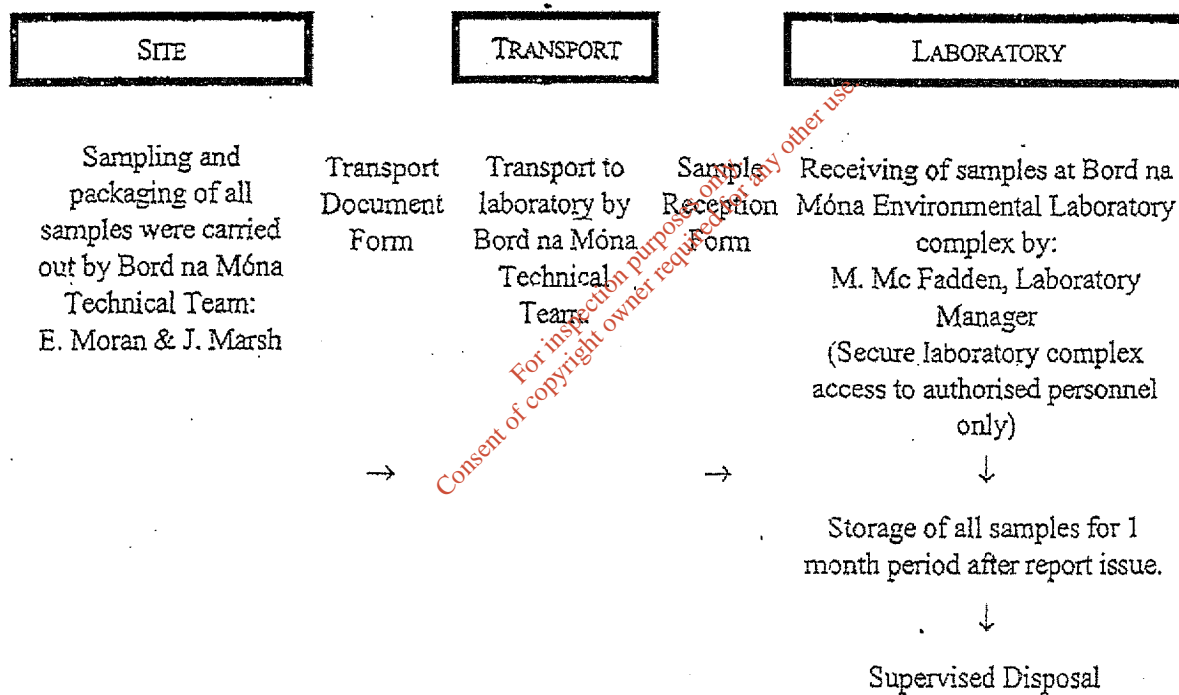 SITE
TRANSPORT
LABORATORY
Sampling and
packaging of all
samples were carried
out by Bord na Móna
Technical Team:
E. Moran & J. Marsh
Transport
Document
Form
→
Transport to
laboratory by
Bord na Móna
Technical
Team.
Sample
Reception
Form
→
Receiving of samples at Bord na
Móna Environmental Laboratory
complex by:
M. Mc Fadden, Laboratory
Manager
(Secure laboratory complex
access to authorised personnel
only)
↓
Storage of all samples for 1
month period after report issue.
↓
Supervised Disposal
For inspection purposes only.
Consent of copyright owner required for any other use.